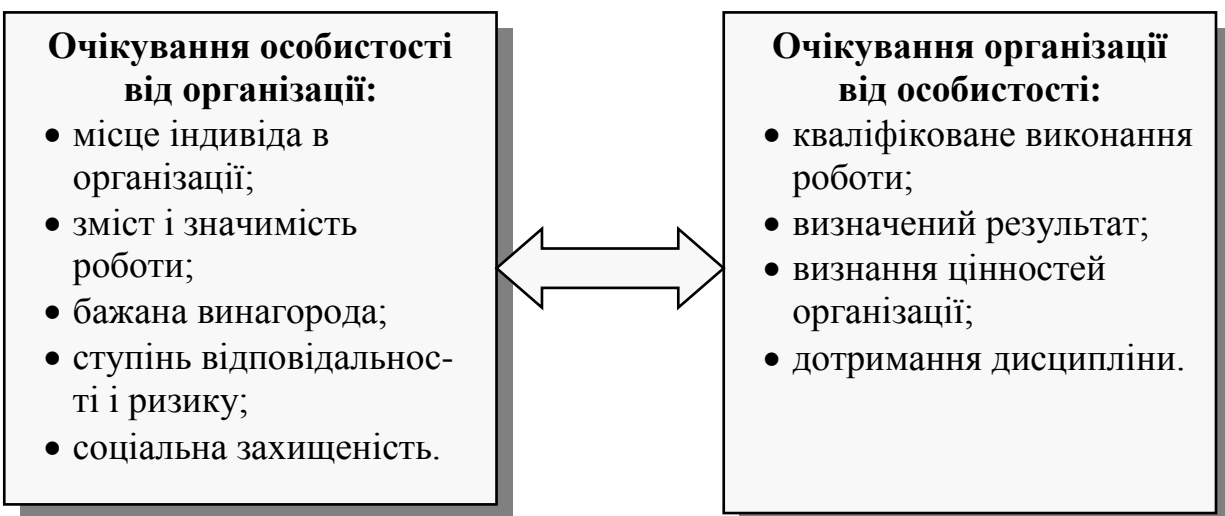 Очікування особистості
від організації:
• місце індивіда в
організації;
• зміст і значимість
роботи;
• бажана винагорода;
• ступінь відповідальнос-
ті і ризику;
• соціальна захищеність.
Очікування організації
від особистості:
• кваліфіковане виконання
роботи;
• визначений результат;
• визнання цінностей
організації;
• дотримання дисципліни.